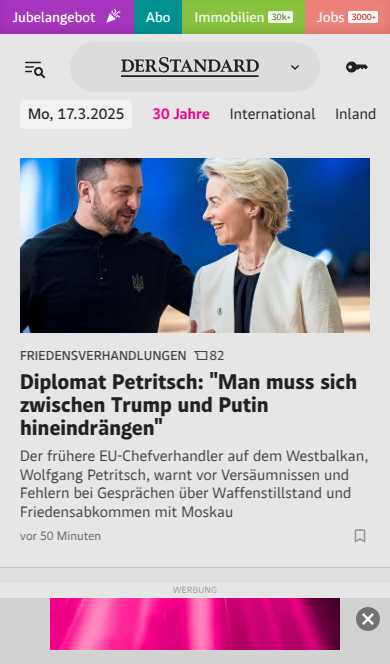 Jubelangebot Abo Immobilien 30k+ Jobs 3000+
DERSTANDARD
Mo, 17.3.2025 30 Jahre International Inland
FRIEDENSVERHANDLUNGEN 82
Diplomat Petritsch: "Man muss sich
zwischen Trump und Putin
hineindrängen"
Der frühere EU-Chefverhandler auf dem Westbalkan,
Wolfgang Petritsch, warnt vor Versäumnissen und
Fehlern bei Gesprächen über Waffenstillstand und
Friedensabkommen mit Moskau
vor 50 Minuten
WERBUNG